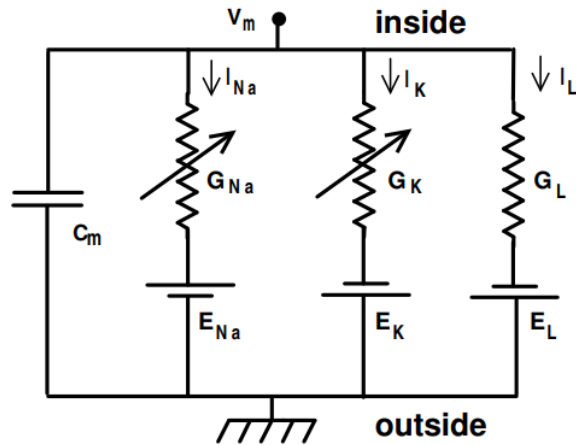 Vm
inside
INa
IK
IL
GNa
GK
GL
Cm
ENa
EK
EL
outside